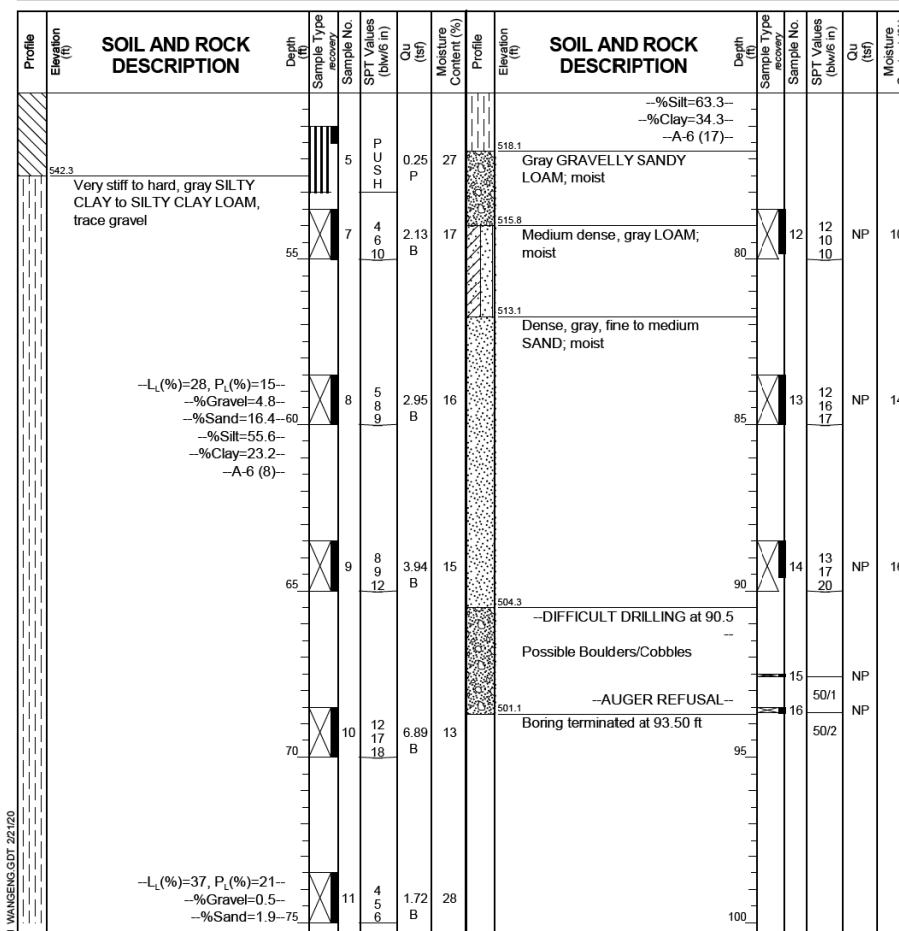 Profile
Elevation
(ft)
SOIL AND ROCK
DESCRIPTION
Depth
(ft)
Sample Type
recovery
Sample No.
SPT Values
(blw/6 in)
Qu
(tsf)
Moisture
Content (%)
542.3
5
P
U
S
H
0.25
P
27
Very stiff to hard, gray SILTY
CLAY to SILTY CLAY LOAM,
trace gravel
55
7
4
6
10
2.13
B
17
--LL(%)=28, PL(%)=15--
--%Gravel=4.8--
--%Sand=16.4--
60
--%Silt=55.6--
--%Clay=23.2--
--A-6 (8)--
8
5
8
9
2.95
B
16
65
9
8
9
12
3.94
B
15
70
10
12
17
18
6.89
B
13
--LL(%)=37, PL(%)=21--
--%Gravel=0.5--
--%Sand=1.9--
75
11
4
5
6
1.72
B
28
WANGENG.GDT 2/21/20
Profile
Elevation
(ft)
SOIL AND ROCK
DESCRIPTION
Depth
(ft)
Sample Type
recovery
Sample No.
SPT Values
(blw/6 in)
Qu
(tsf)
Moisture
--%Silt=63.3--
--%Clay=34.3--
--A-6 (17)--
518.1
Gray GRAVELLY SANDY
LOAM; moist
515.8
Medium dense, gray LOAM;
moist
80
12
12
10
10
NP
513.1
Dense, gray, fine to medium
SAND; moist
85
13
12
16
17
NP
90
14
13
17
20
NP
504.3
--DIFFICULT DRILLING at 90.5
--
Possible Boulders/Cobbles
15
50/1
NP
--AUGER REFUSAL--
16
50/2
NP
501.1
Boring terminated at 93.50 ft
95
100